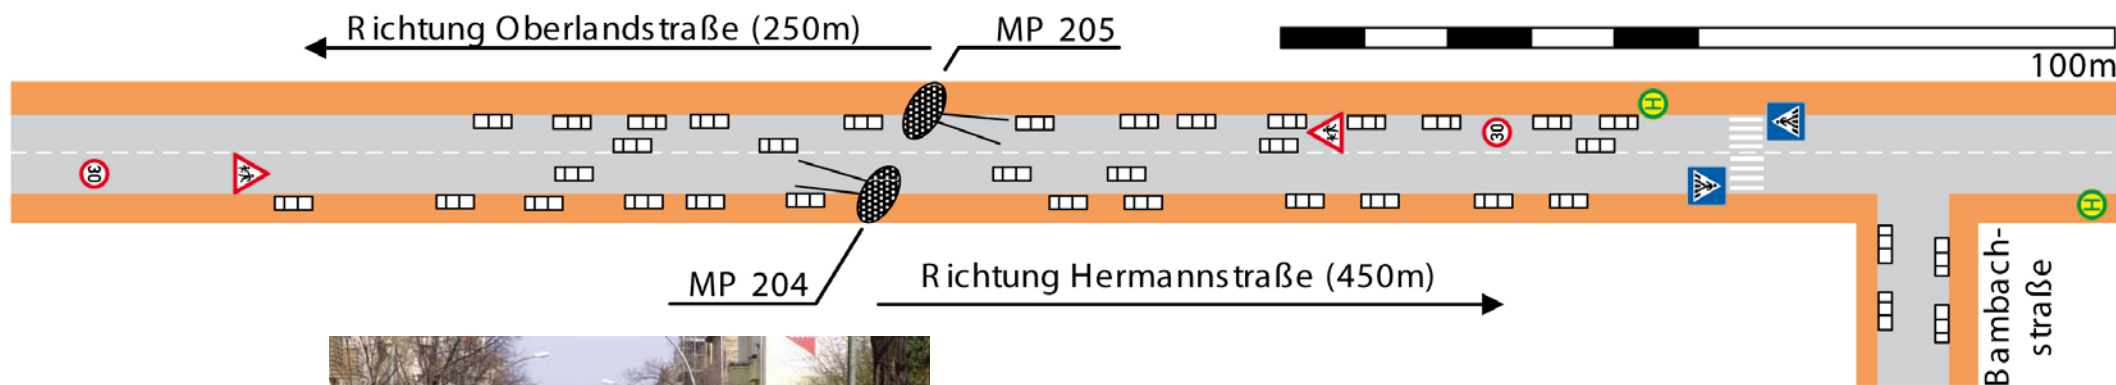 Richtung Oberlandstraße (250m)
MP 205
100m
30
30
H
H
MP 204
Richtung Hermannstraße (450m)
Bambach-
straße